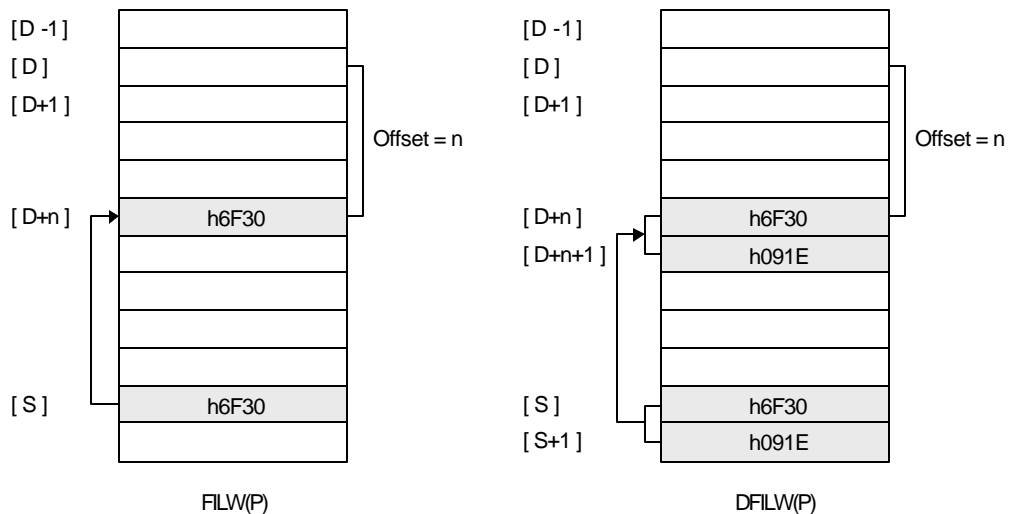 [ D -1 ]
[ D ]
[ D+1 ]
Offset = n
[ D+n ]
h6F30
[ S ]
h6F30
FILW(P)
[ D -1 ]
[ D ]
[ D+1 ]
Offset = n
[ D+n ]
h6F30
[ D+n+1 ]
h091E
[ S ]
h6F30
[ S+1 ]
h091E
DFILW(P)